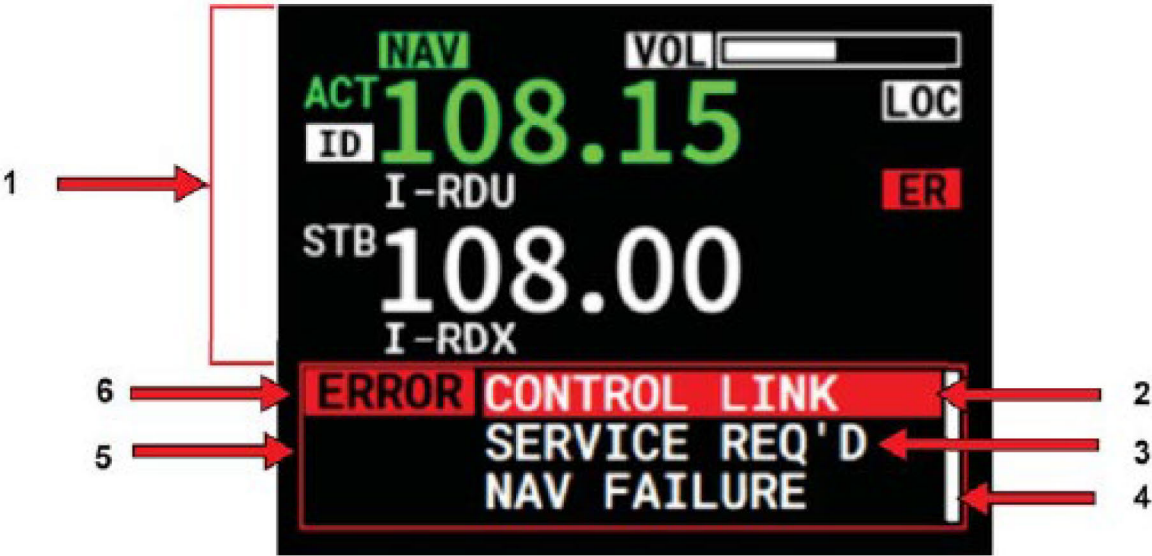 NAV VOL
ACT 108.15 LOC
ID
I-RDU ER
1
STB 108.00
I-RDX
6 ERROR CONTROL LINK 2
5 SERVICE REQ'D 3
NAV FAILURE 4